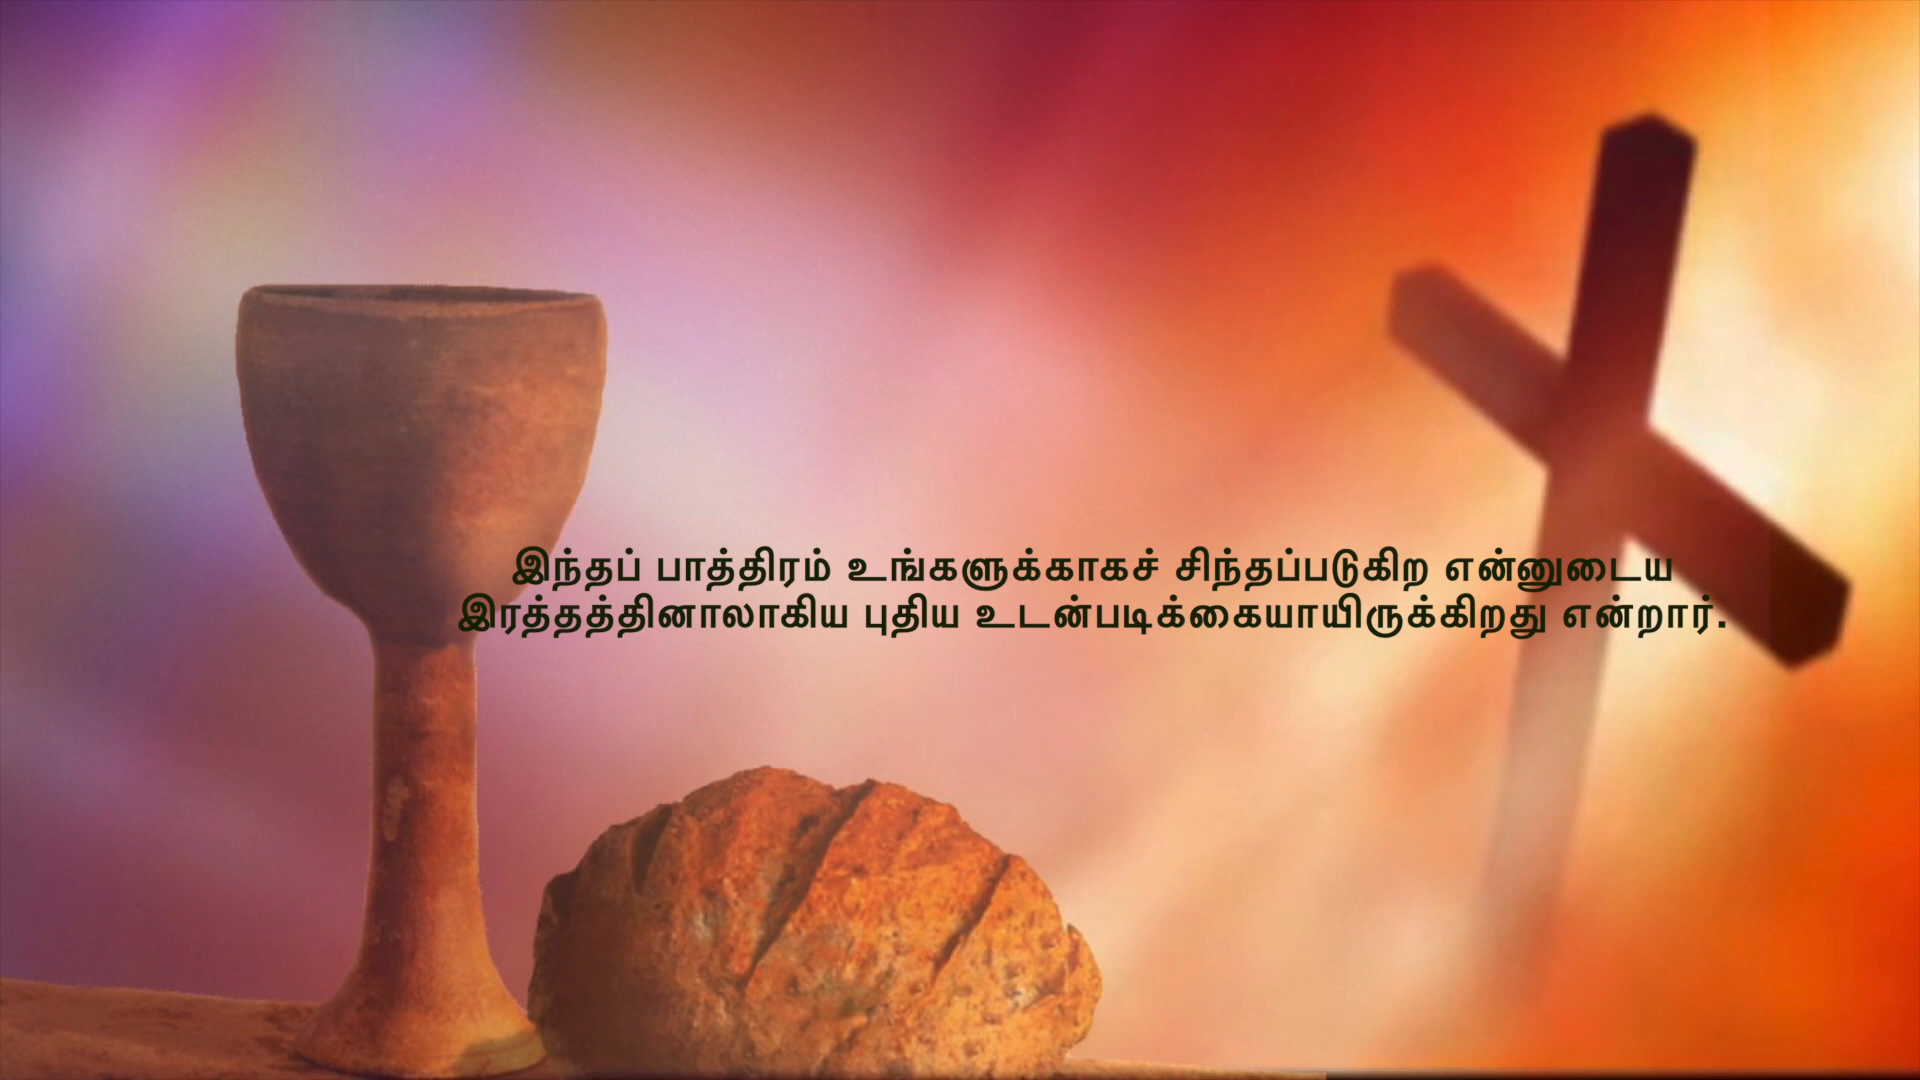 இந்தப் பாத்திரம் உங்களுக்காகச் சிந்தப்படுகிற என்னுடைய
இரத்தத்தினாலாகிய புதிய உடன்படிக்கையாயிருக்கிறது என்றார்.